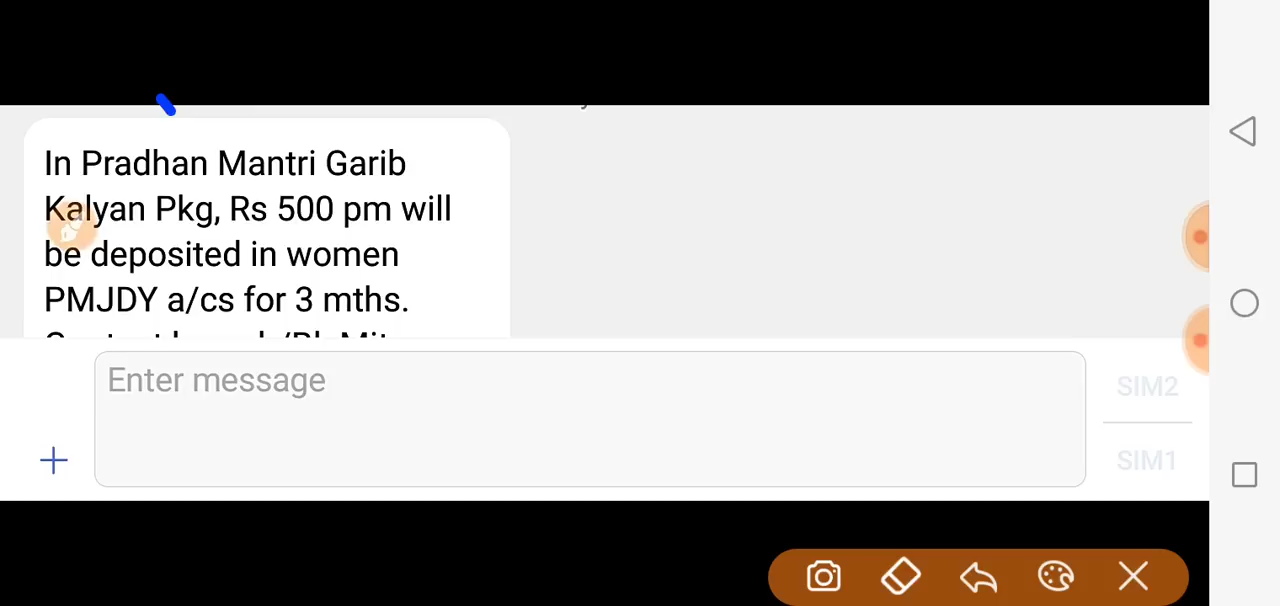 In Pradhan Mantri Garib
Kalyan Pkg, Rs 500 pm will
be deposited in women
PMJDY a/cs for 3 mths.
Enter message
SIM2
SIM1